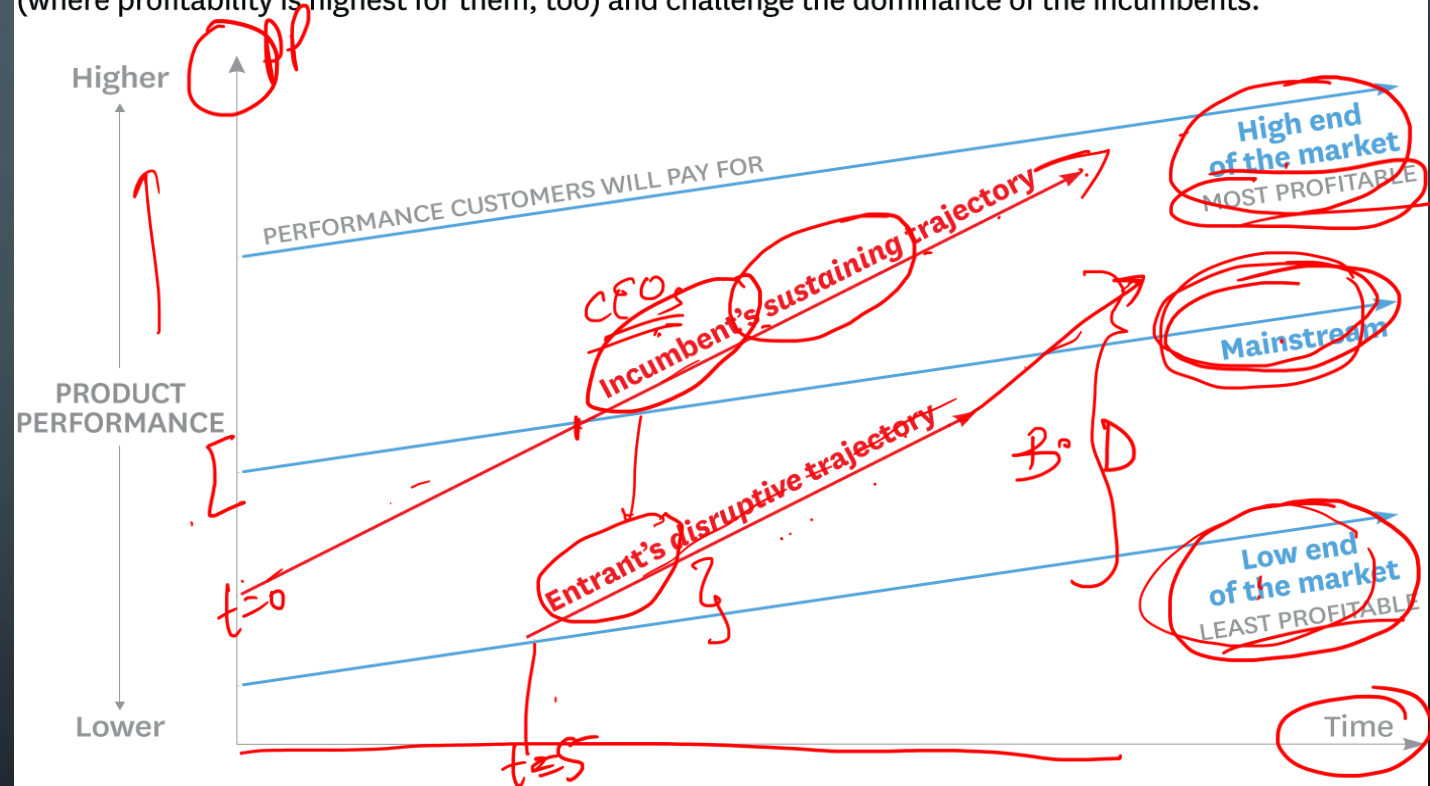 (where profitability is highest for them, too) and challenge the dominance of the incumbents.
PP
Higher
High end
of the market
MOST PROFITABLE
PERFORMANCE CUSTOMERS WILL PAY FOR
CEO
Incumbent's sustaining trajectory
Mainstream
PRODUCT
PERFORMANCE
Entrant's disruptive trajectory
B: D
t=0
Low end
of the market
LEAST PROFITABLE
Lower
Time
t=5